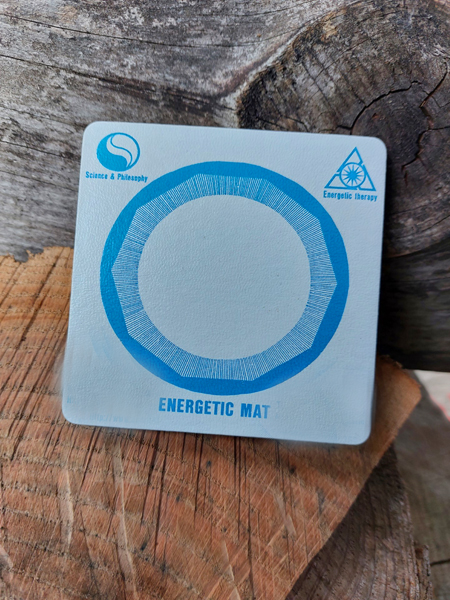 Science & Philosophy
Energetic therapy
ENERGETIC MAT